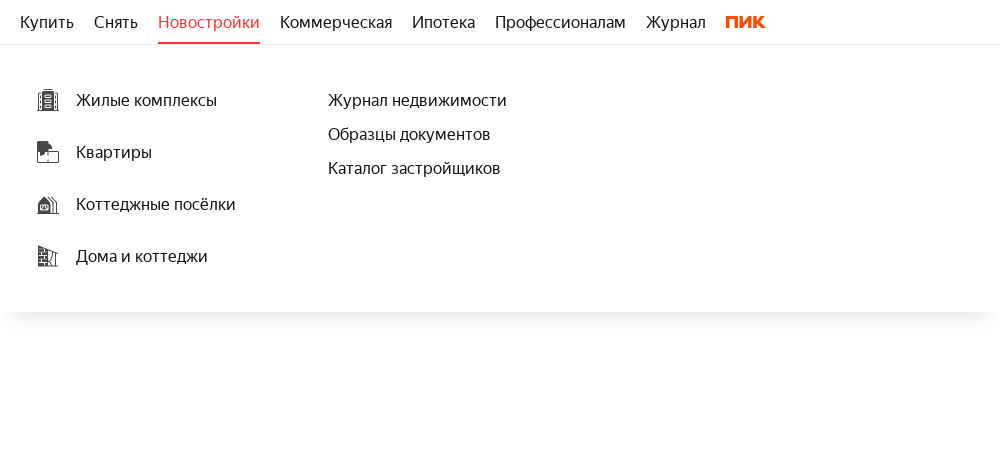 Купить Снять Новостройки Коммерческая Ипотека Профессионалам Журнал ПИК
Жилые комплексы
Квартиры
Коттеджные посёлки
Дома и коттеджи
Журнал недвижимости
Образцы документов
Каталог застройщиков